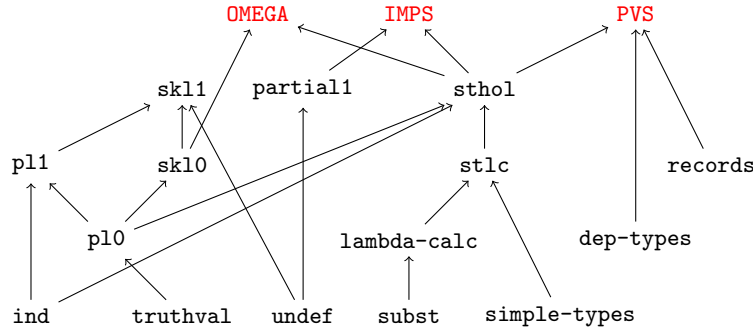 OMEGA IMPS PVS
skl1 partial1 sthol
pl1 skl0 stlc records
pl0 lambda-calc dep-types
ind truthval undef subst simple-types